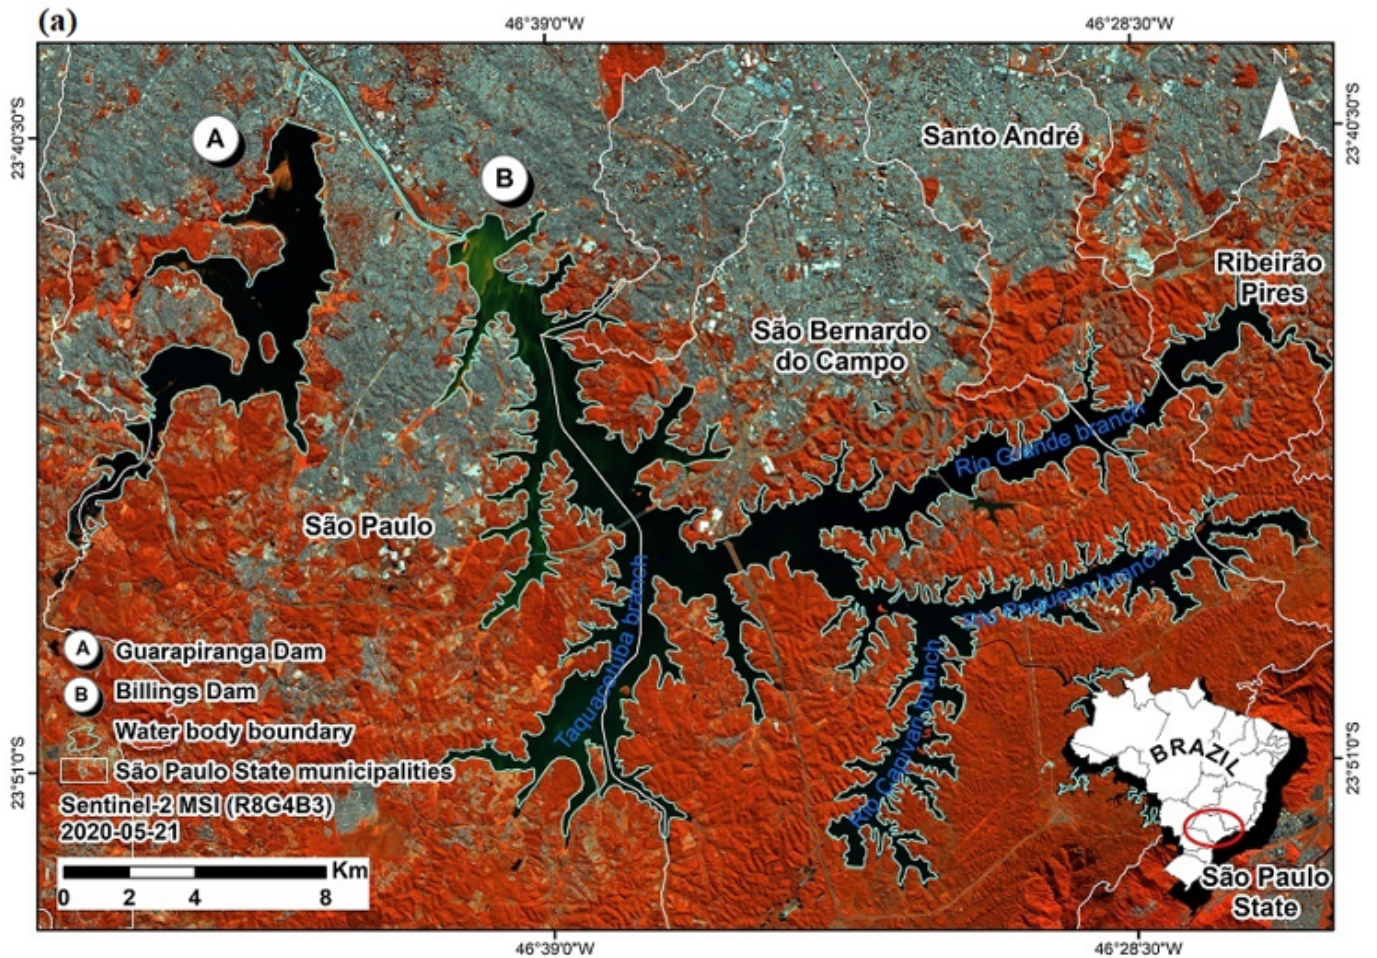 (a)
46°39'0"W
46°28'30"W
N
23°40'30"S
23°40'30"S
A
B
Santo André
Ribeirão
Pires
São Bernardo
do Campo
Rio Grande branch
São Paulo
Rio Pequeno branch
Taquacetuba branch
Rio Capivari branch
A Guarapiranga Dam
B Billings Dam
Water body boundary
São Paulo State municipalities
Sentinel-2 MSI (R8G4B3)
2020-05-21
Km
0 2 4 8
BRAZIL
São Paulo
State
23°51'0"S
23°51'0"S
46°39'0"W
46°28'30"W